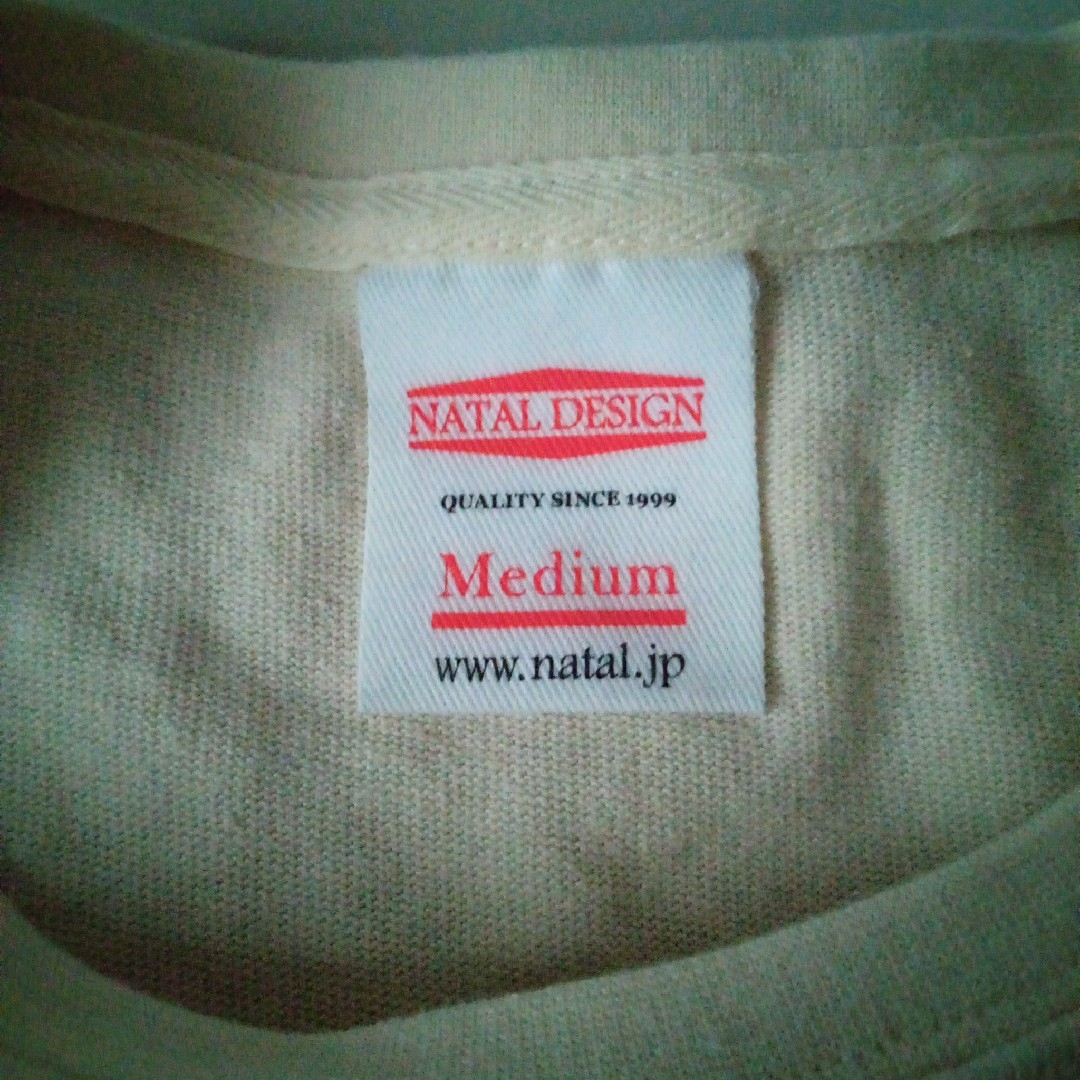 NATAL DESIGN
QUALITY SINCE 1999
Medium
www.natal.jp